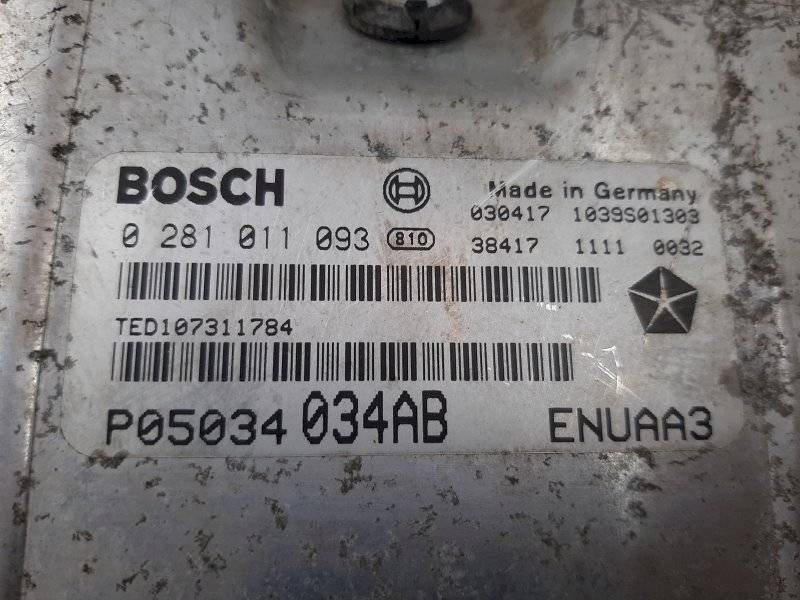 BOSCH
Made in Germany
030417 1039S01303
0 281 011 093 810
38417 1111 0032
TED107311784
P05034 034AB ENUAA3